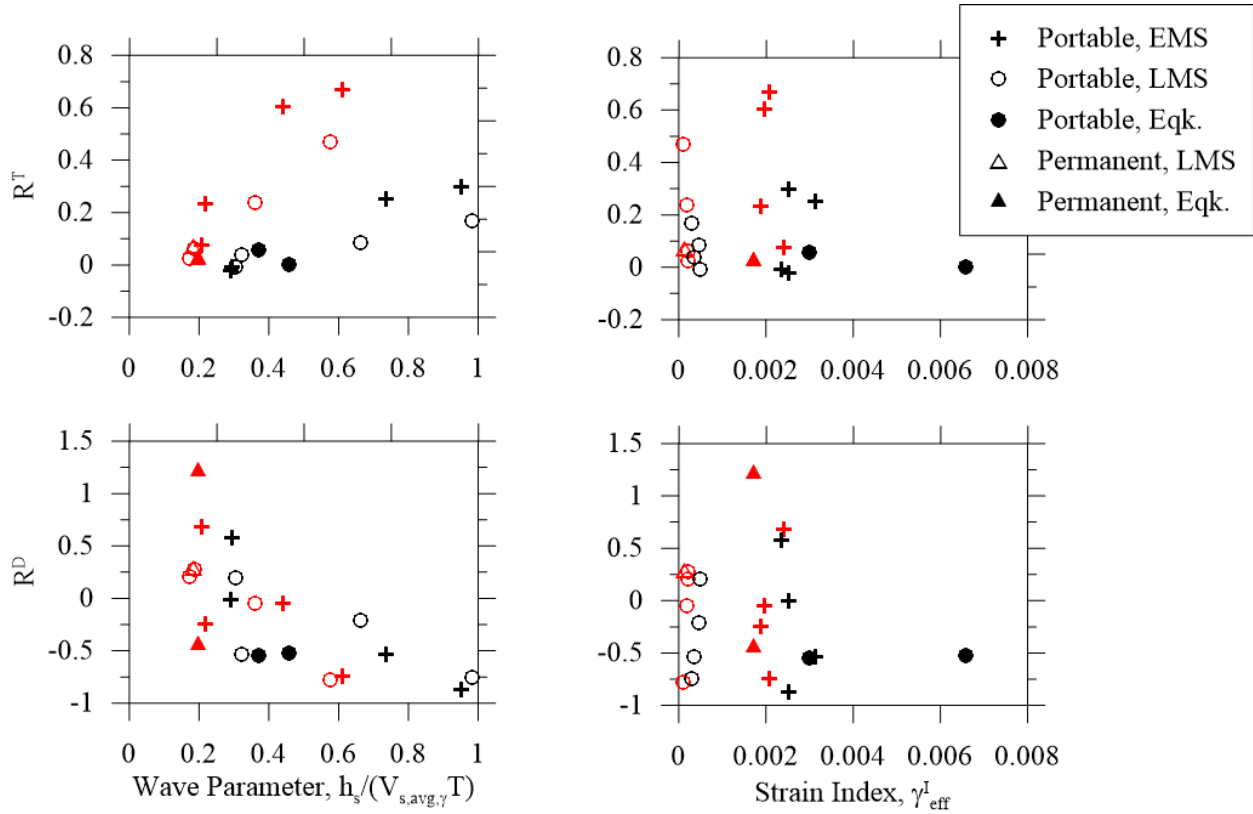 0.8
0.6
0.4
0.2
0
-0.2
R^T
0 0.2 0.4 0.6 0.8 1
0.8
0.6
0.4
0.2
0
-0.2
0 0.002 0.004 0.006 0.008
Portable, EMS
Portable, LMS
Portable, Eqk.
Permanent, LMS
Permanent, Eqk.
1.5
1
0.5
0
-0.5
-1
R^D
0 0.2 0.4 0.6 0.8 1
Wave Parameter, h_s/(V_{s,avg,γ}T)
1.5
1
0.5
0
-0.5
-1
0 0.002 0.004 0.006 0.008
Strain Index, γ^I_{eff}